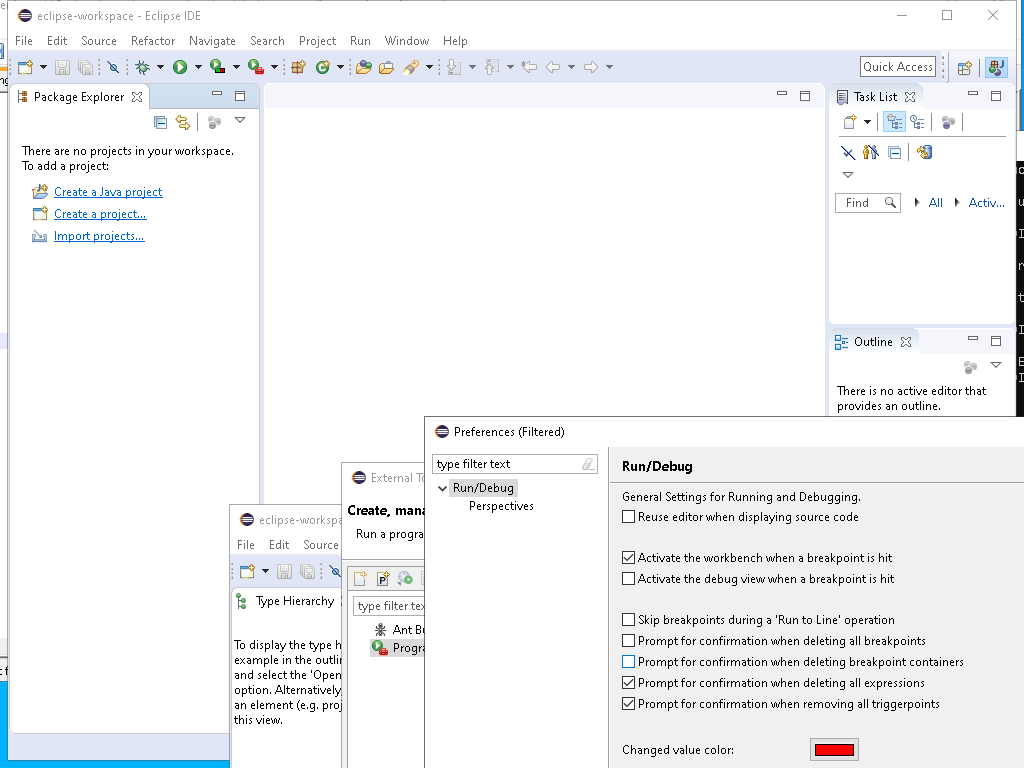 eclipse-workspace - Eclipse IDE
File Edit Source Refactor Navigate Search Project Run Window Help
Quick Access
Package Explorer
There are no projects in your workspace.
To add a project:
Create a Java project
Create a project...
Import projects...
Task List
Find
All
Activ...
Outline
There is no active editor that
provides an outline.
Preferences (Filtered)
type filter text
Run/Debug
Perspectives
Run/Debug
General Settings for Running and Debugging.
Reuse editor when displaying source code
Activate the workbench when a breakpoint is hit
Activate the debug view when a breakpoint is hit
Skip breakpoints during a 'Run to Line' operation
Prompt for confirmation when deleting all breakpoints
Prompt for confirmation when deleting breakpoint containers
Prompt for confirmation when deleting all expressions
Prompt for confirmation when removing all triggerpoints
Changed value color:
External To
Create, mana
Run a progra
type filter tex
Ant Bu
Progra
eclipse-workspa
File Edit Source
Type Hierarchy
To display the type h
example in the outlin
and select the 'Open
option. Alternatively,
an element (e.g. proj
this view.